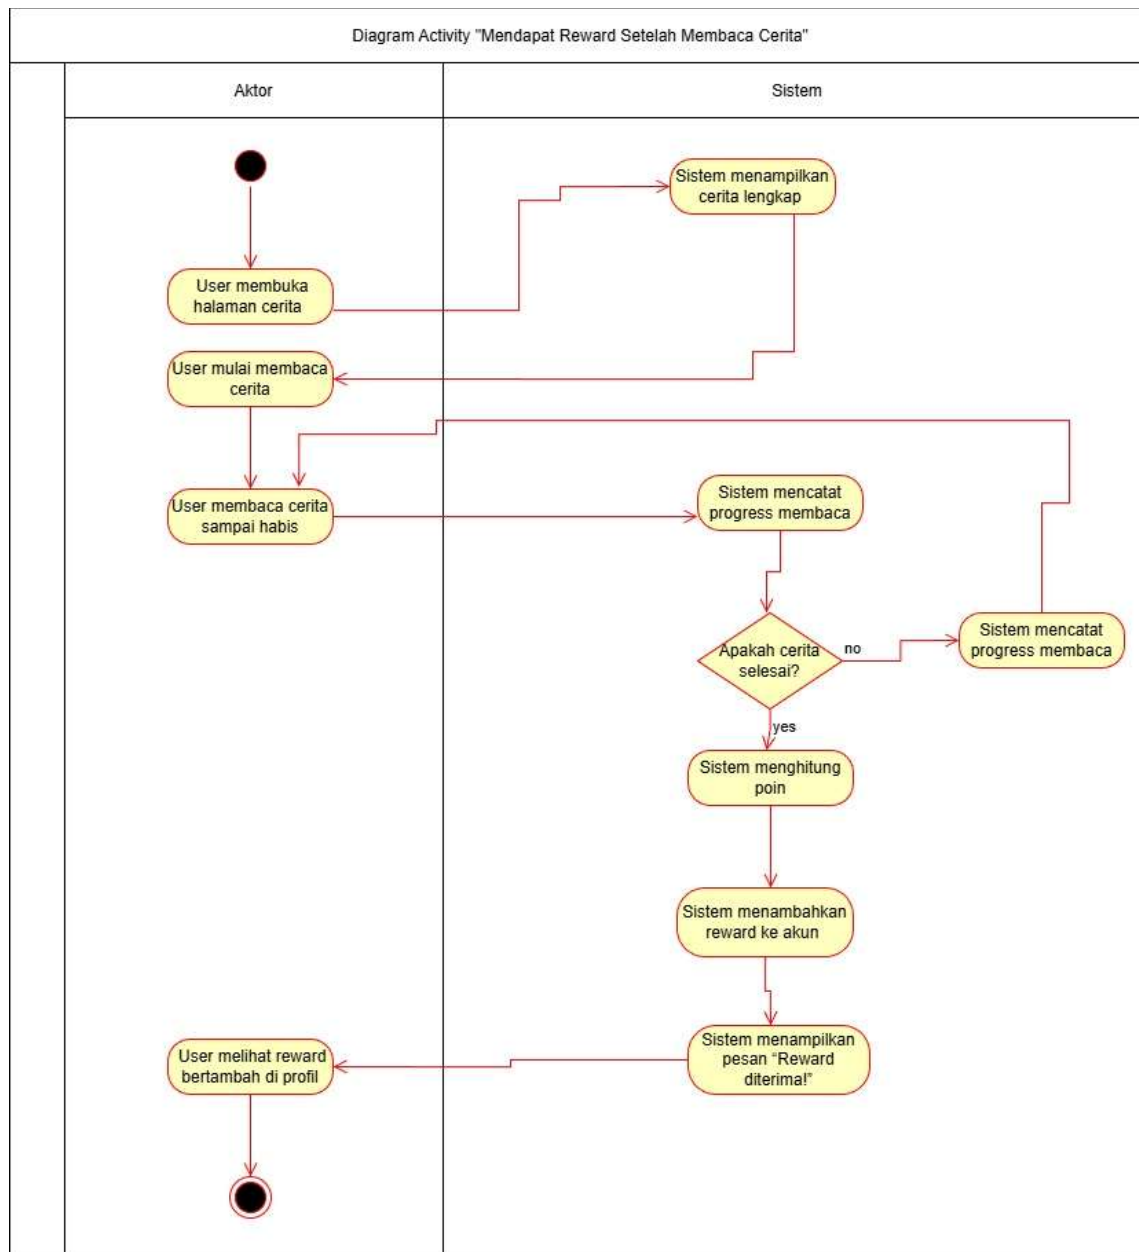 Diagram Activity "Mendapat Reward Setelah Membaca Cerita"
Aktor
Sistem
Sistem menampilkan
cerita lengkap
User membuka
halaman cerita
User mulai membaca
cerita
User membaca cerita
sampai habis
Sistem mencatat
progress membaca
Apakah cerita
selesai?
no
Sistem mencatat
progress membaca
yes
Sistem menghitung
poin
Sistem menambahkan
reward ke akun
Sistem menampilkan
pesan “Reward
diterima!”
User melihat reward
bertambah di profil